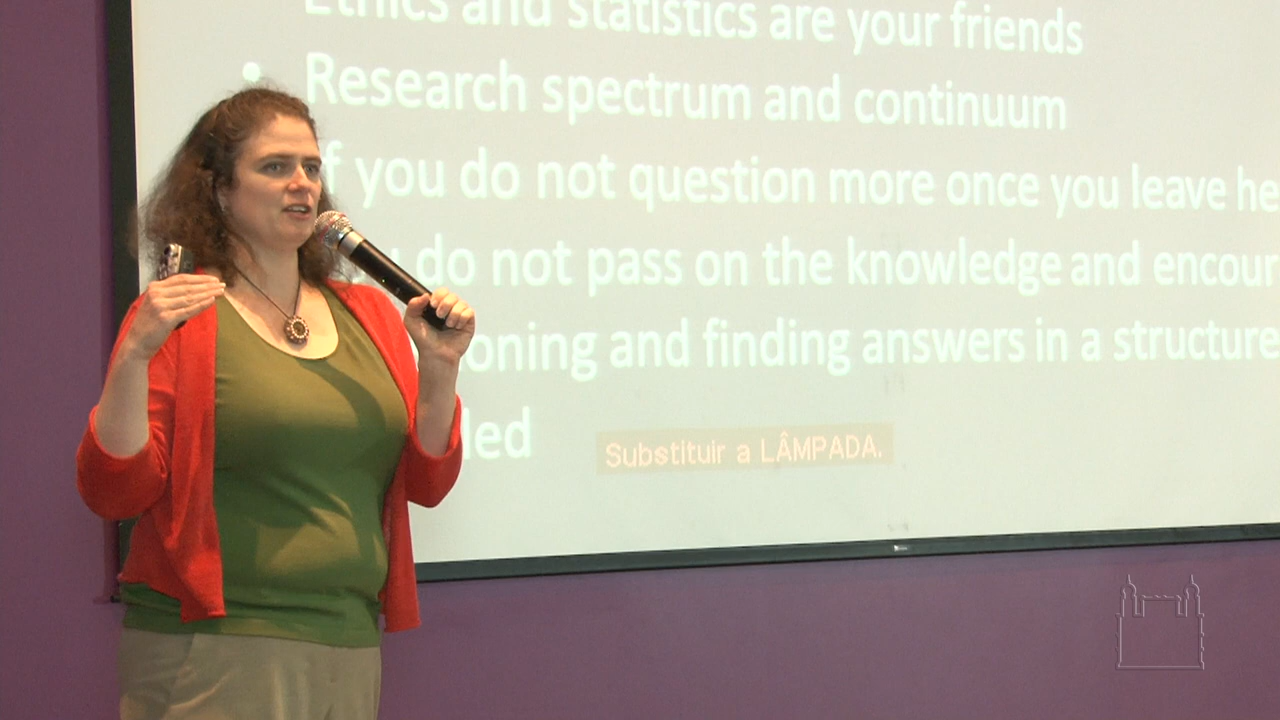 Ethics and statistics are your friends
• Research spectrum and continuum
f you do not question more once you leave he
do not pass on the knowledge and encour
oning and finding answers in a structure
led
Substituir a LÂMPADA.